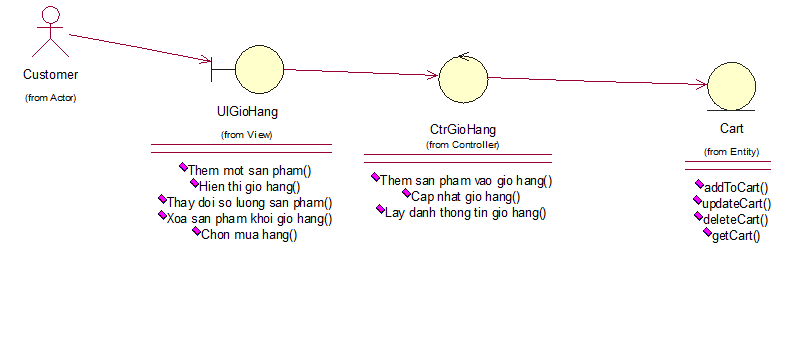 Customer
(from Actor)
UIGioHang
(from View)
Them mot san pham()
Hien thi gio hang()
Thay doi so luong san pham()
Xoa san pham khoi gio hang()
Chon mua hang()
CtrGioHang
(from Controller)
Them san pham vao gio hang()
Cap nhat gio hang()
Lay danh thong tin gio hang()
Cart
(from Entity)
addToCart()
updateCart()
deleteCart()
getCart()